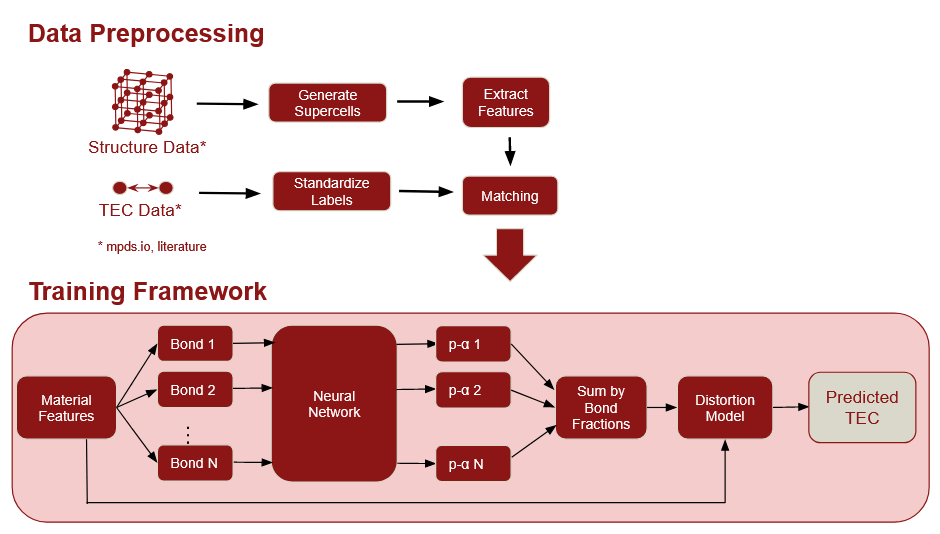 Data Preprocessing
Generate
Supercells
Extract
Features
Structure Data*
Standardize
Labels
Matching
TEC Data*
* mpds.io, literature
Training Framework
Material
Features
Bond 1
Bond 2
Bond N
Neural
Network
p-α 1
p-α 2
p-α N
Sum by
Bond
Fractions
Distortion
Model
Predicted
TEC